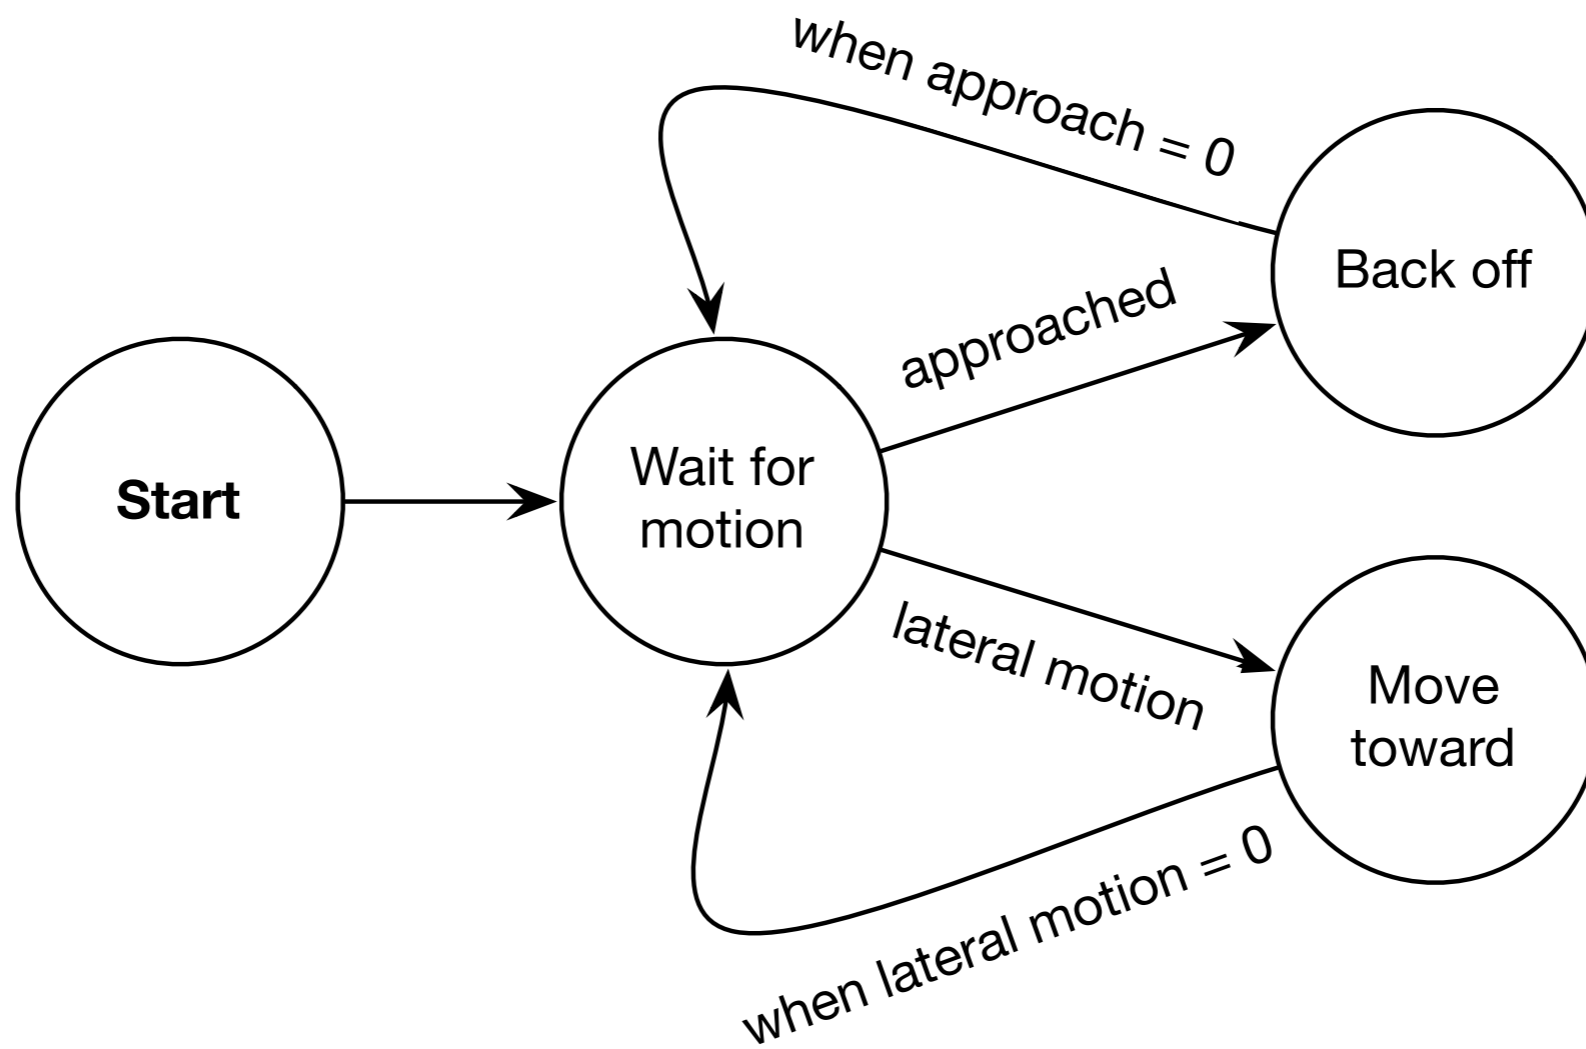 when approach = 0
Back off
approached
Start
Wait for
motion
lateral motion
Move
toward
when lateral motion = 0